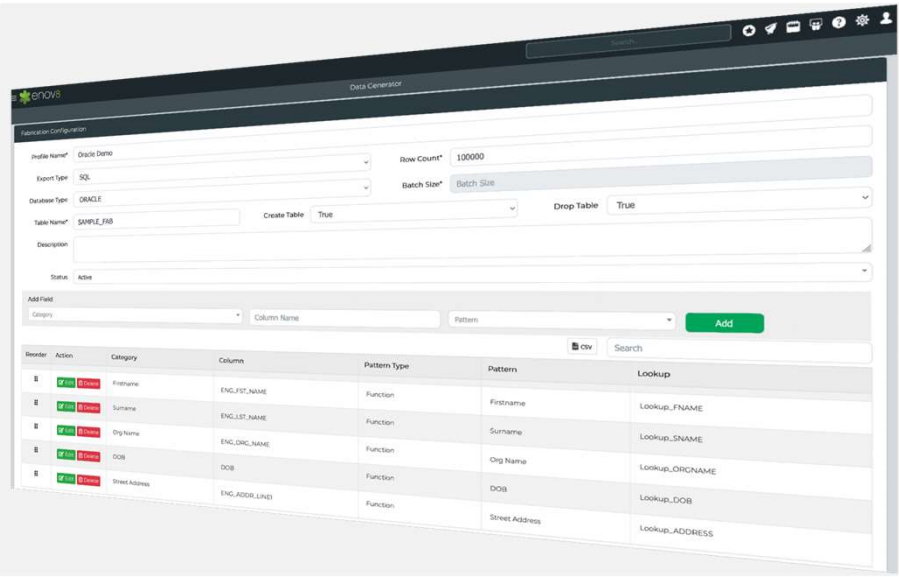 Search...
enov8
Data Generator
Fabrication Configuration
Profile Name* Oracle Demo
Row Count* 100000
Export Type SQL
Batch Size* Batch Size
Database Type ORACLE
Table Name* SAMPLE_FAB Create Table True Drop Table True
Description
Status Active
Add Field
Category Column Name Pattern Add
CSV Search
Reorder Action Category Column Pattern Type Pattern Lookup
Edit Delete Firstname ENG_FST_NAME Function Firstname Lookup_FNAME
Edit Delete Surname ENG_LST_NAME Function Surname Lookup_SNAME
Edit Delete Org Name ENG_ORG_NAME Function Org Name Lookup_ORGNAME
Edit Delete DOB DOB Function DOB Lookup_DOB
Edit Delete Street Address ENG_ADDR_LINE1 Function Street Address Lookup_ADDRESS